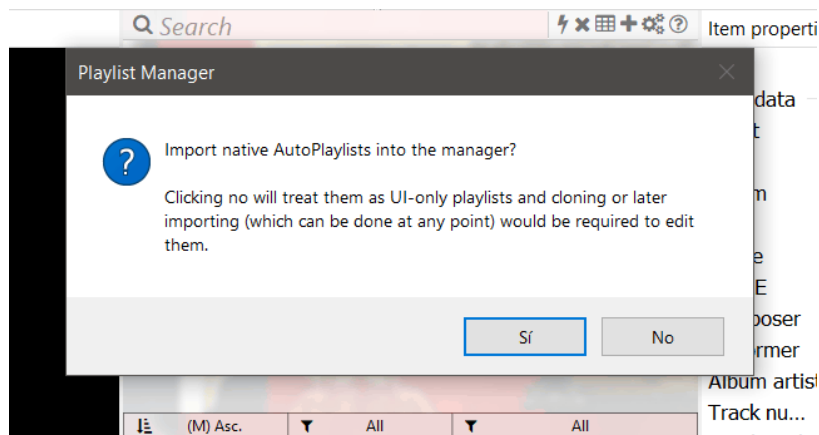 Search
Item properti
Playlist Manager
data
t
Import native AutoPlaylists into the manager?
Clicking no will treat them as UI-only playlists and cloning or later
importing (which can be done at any point) would be required to edit
them.
m
e
E
Sí No
poser
rmer
Album artist
(M) Asc. All All
Track nu...